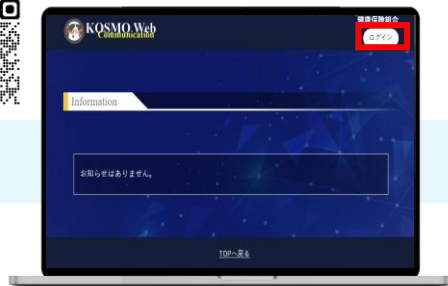 健康保険組合
KOSMO Web
Communication
ログイン
Information
お知らせはありません。
TOPへ戻る